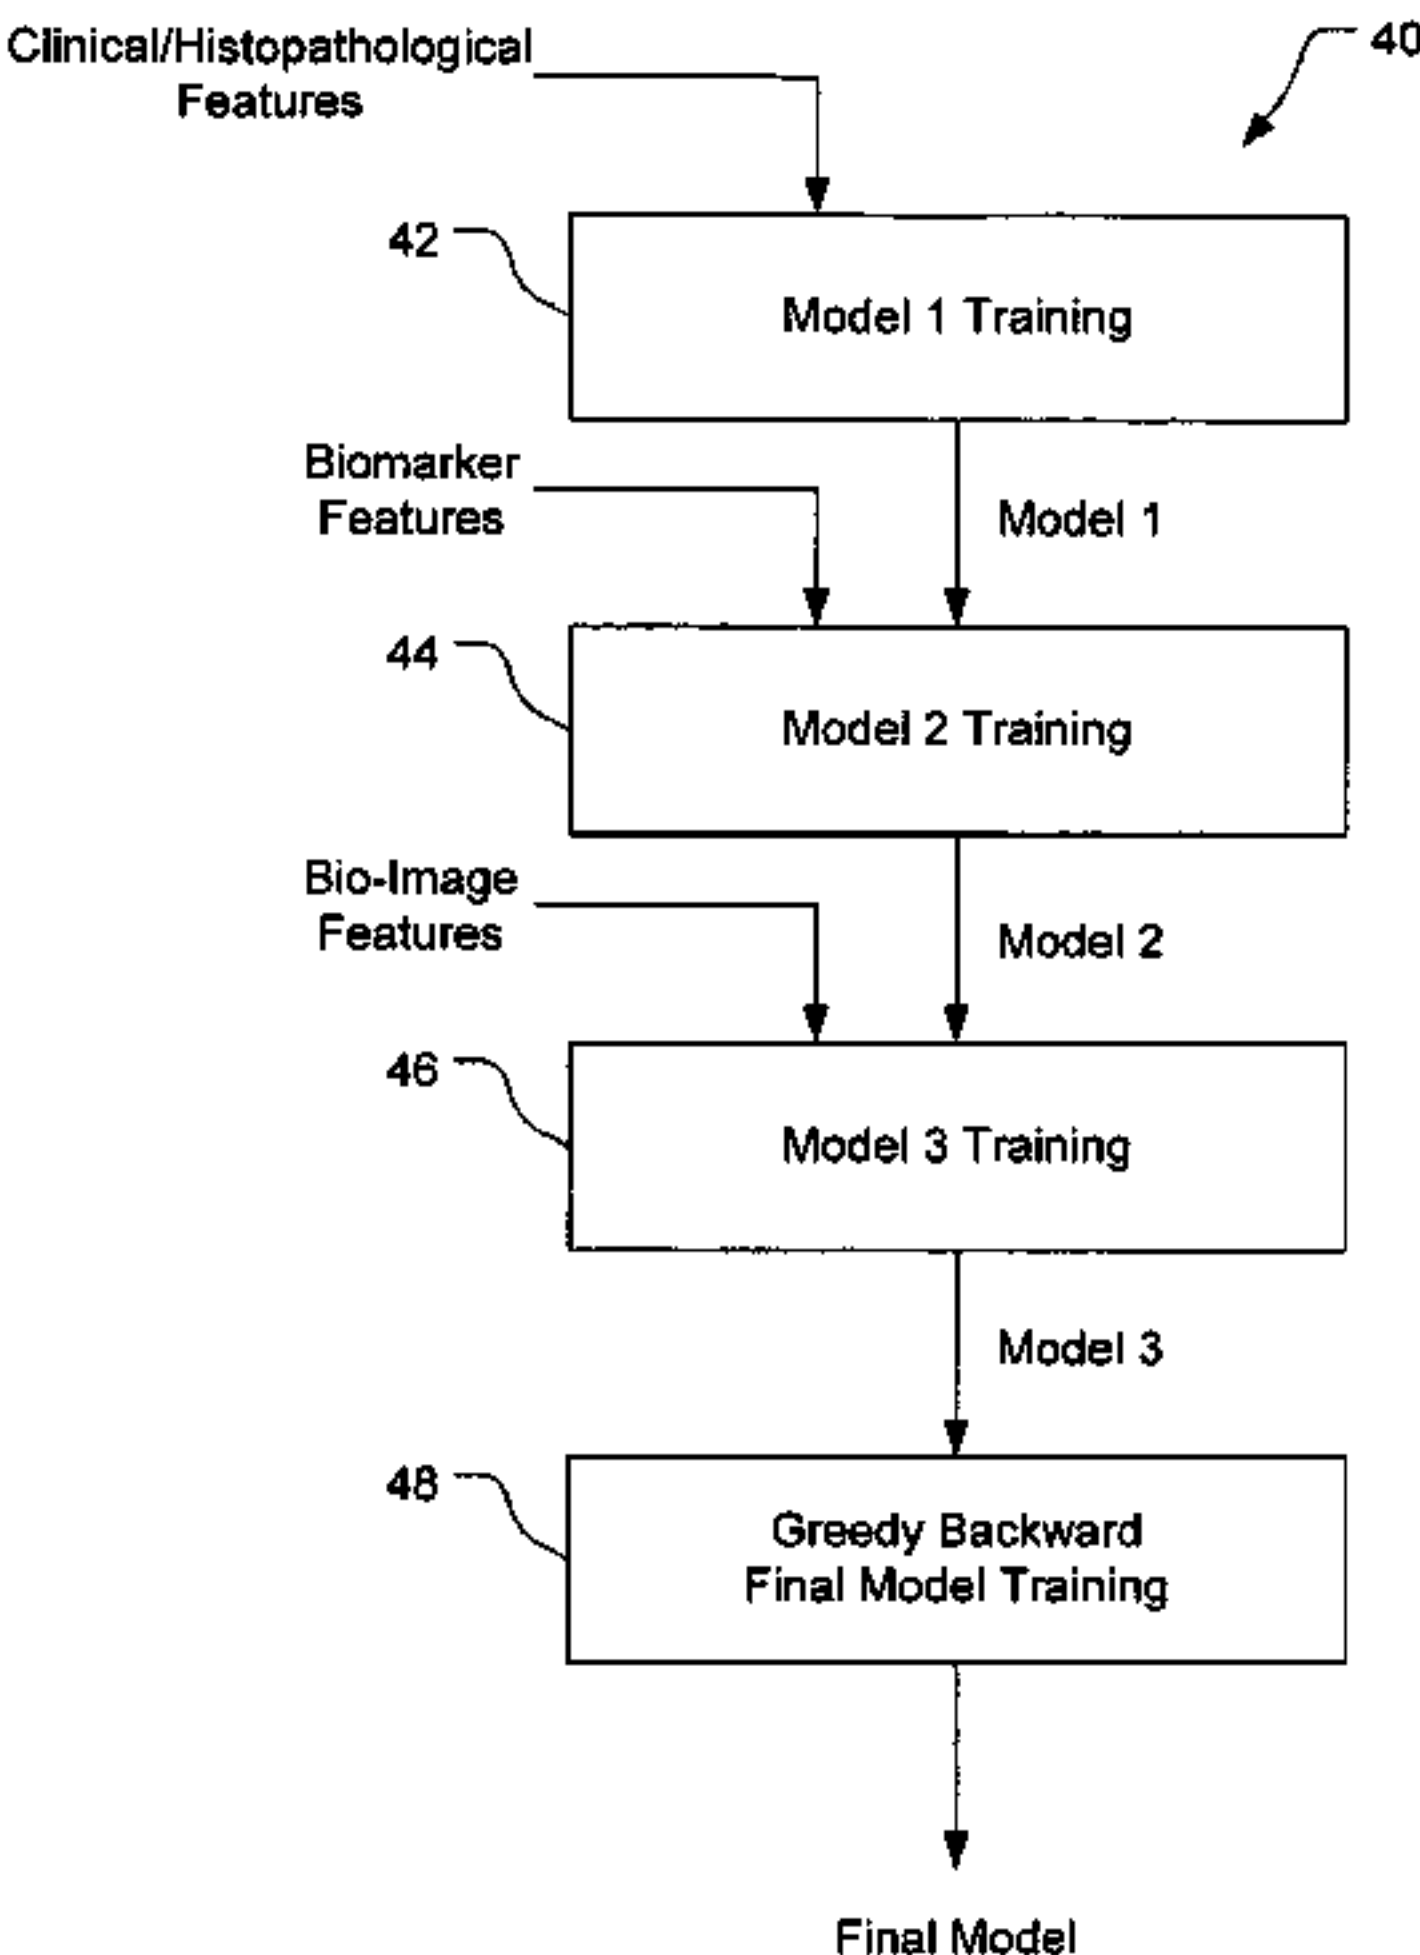 Clinical/Histopathological
Features
40
42
Model 1 Training
Biomarker
Features
Model 1
44
Model 2 Training
Bio-Image
Features
Model 2
46
Model 3 Training
Model 3
48
Greedy Backward
Final Model Training
Final Model